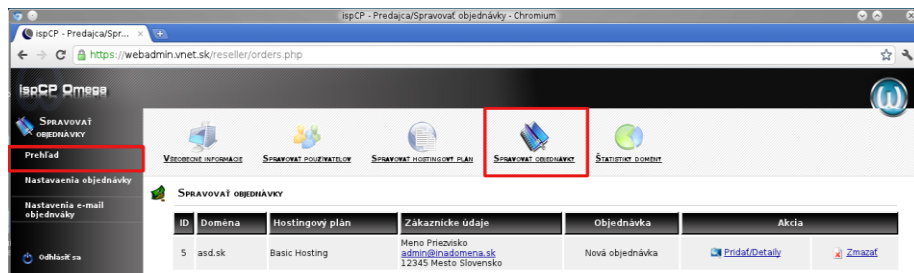 ispCP - Predajca/Spravovať objednávky - Chromium
ispCP - Predajca/Spr... ×
https://webadmin.vnet.sk/reseller/orders.php
ispCP Omega
Spravovať
objednávky
Prehľad
Nastavaenia objednávky
Nastavenia e-mail
objednváky
Odhlásiť sa
Všeobecné informácie
Spravovať používateľov
Spravovať hostingový plán
Spravovať objednávky
Štatistiky domény
Spravovať objednávky
ID Doména Hostingový plán Zákaznícke údaje Objednávka Akcia
5 asd.sk Basic Hosting Meno Priezvisko
admin@inadomena.sk Nová objednávka Pridať/Detaily Zmazať
12345 Mesto Slovensko